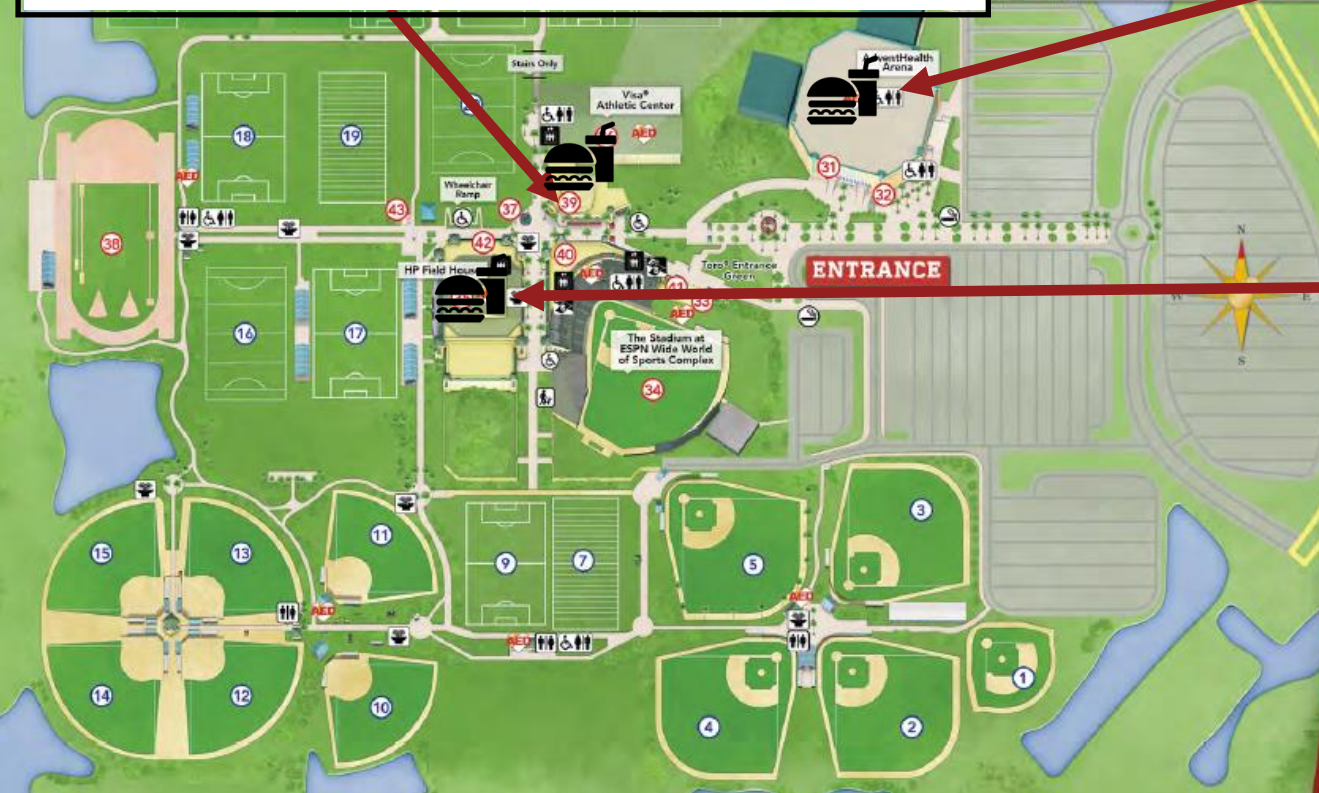 AdventHealth
Arena
Stairs Only
Visa®
Athletic Center
AED
18
19
31
AED
32
Wheelchair
Ramp
39
43
37
38
42
40
N
HP Field House
AED
Toro® Entrance
Green
ENTRANCE
41
33
W
E
AED
16
17
The Stadium at
ESPN Wide World
of Sports Complex
S
34
15
13
11
9
7
5
3
AED
AED
AED
14
12
10
4
2
1